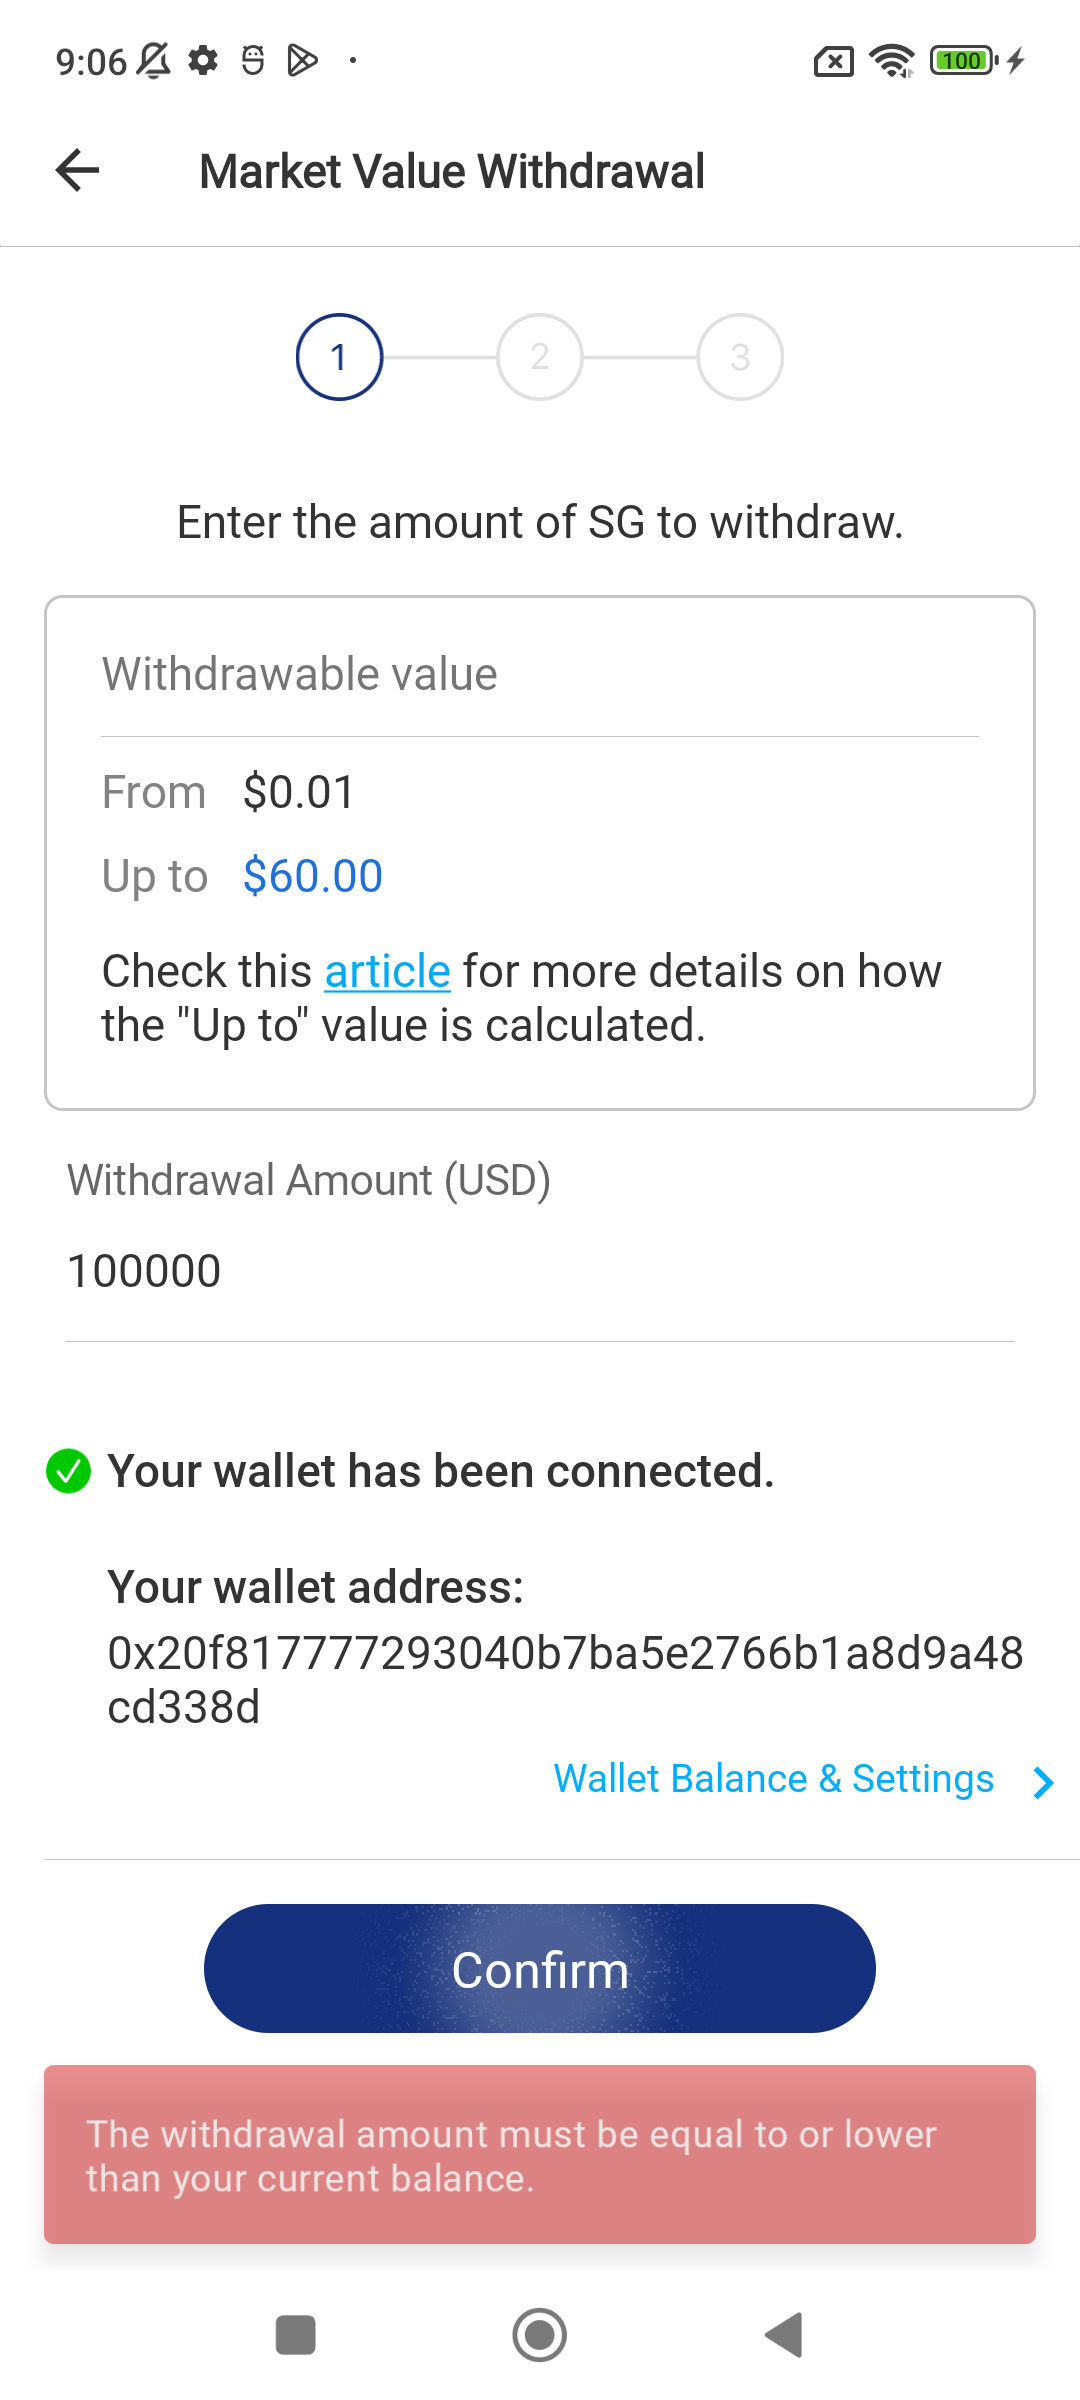 9:06
100
Market Value Withdrawal
1
2
3
Enter the amount of SG to withdraw.
Withdrawable value
From $0.01
Up to $60.00
Check this article for more details on how
the "Up to" value is calculated.
Withdrawal Amount (USD)
100000
Your wallet has been connected.
Your wallet address:
0x20f817777293040b7ba5e2766b1a8d9a48
cd338d
Wallet Balance & Settings
Confirm
The withdrawal amount must be equal to or lower
than your current balance.